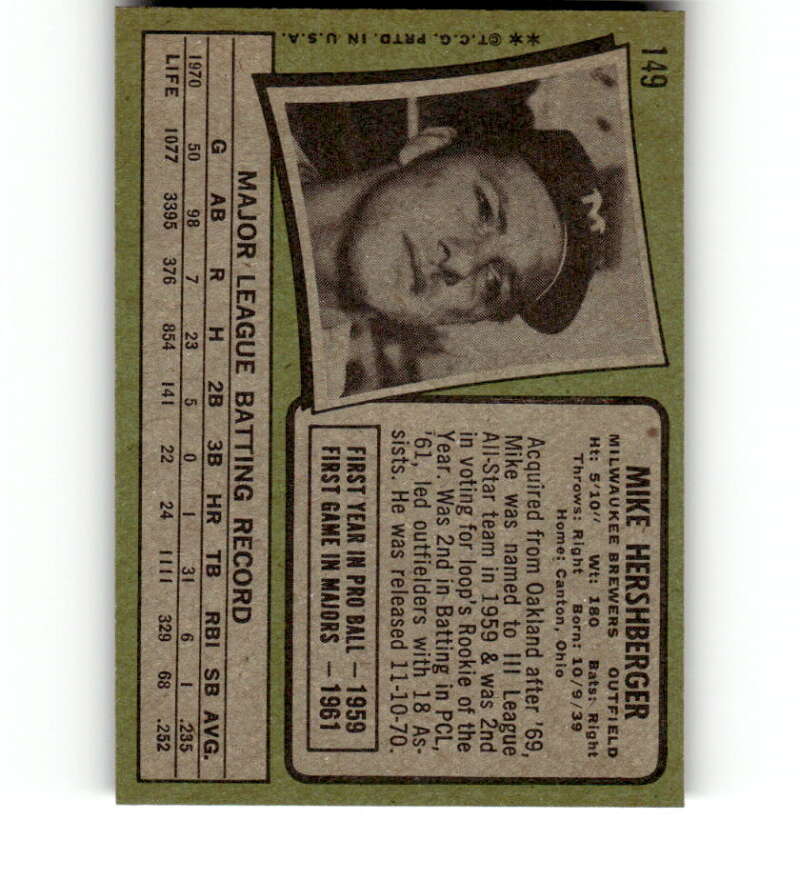 149
** ©T.C.G. PRTD. IN U.S.A.
M
MIKE HERSHBERGER
MILWAUKEE BREWERS OUTFIELD
Ht: 5'10" Wt: 180 Bats: Right
Throws: Right Born: 10/9/39
Home: Canton, Ohio
Acquired from Oakland after '69,
Mike was named to III League
All-Star team in 1959 & was 2nd
in voting for loop's Rookie of the
Year. Was 2nd in Batting in PCL,
'61, led outfielders with 18 As-
sists. He was released 11-10-70.
FIRST YEAR IN PRO BALL — 1959
FIRST GAME IN MAJORS — 1961
MAJOR LEAGUE BATTING RECORD
G AB R H 2B 3B HR TB RBI SB AVG.
1970 50 98 7 23 5 0 1 31 6 1 .235
LIFE 1077 3395 376 854 141 22 24 1111 329 68 .252